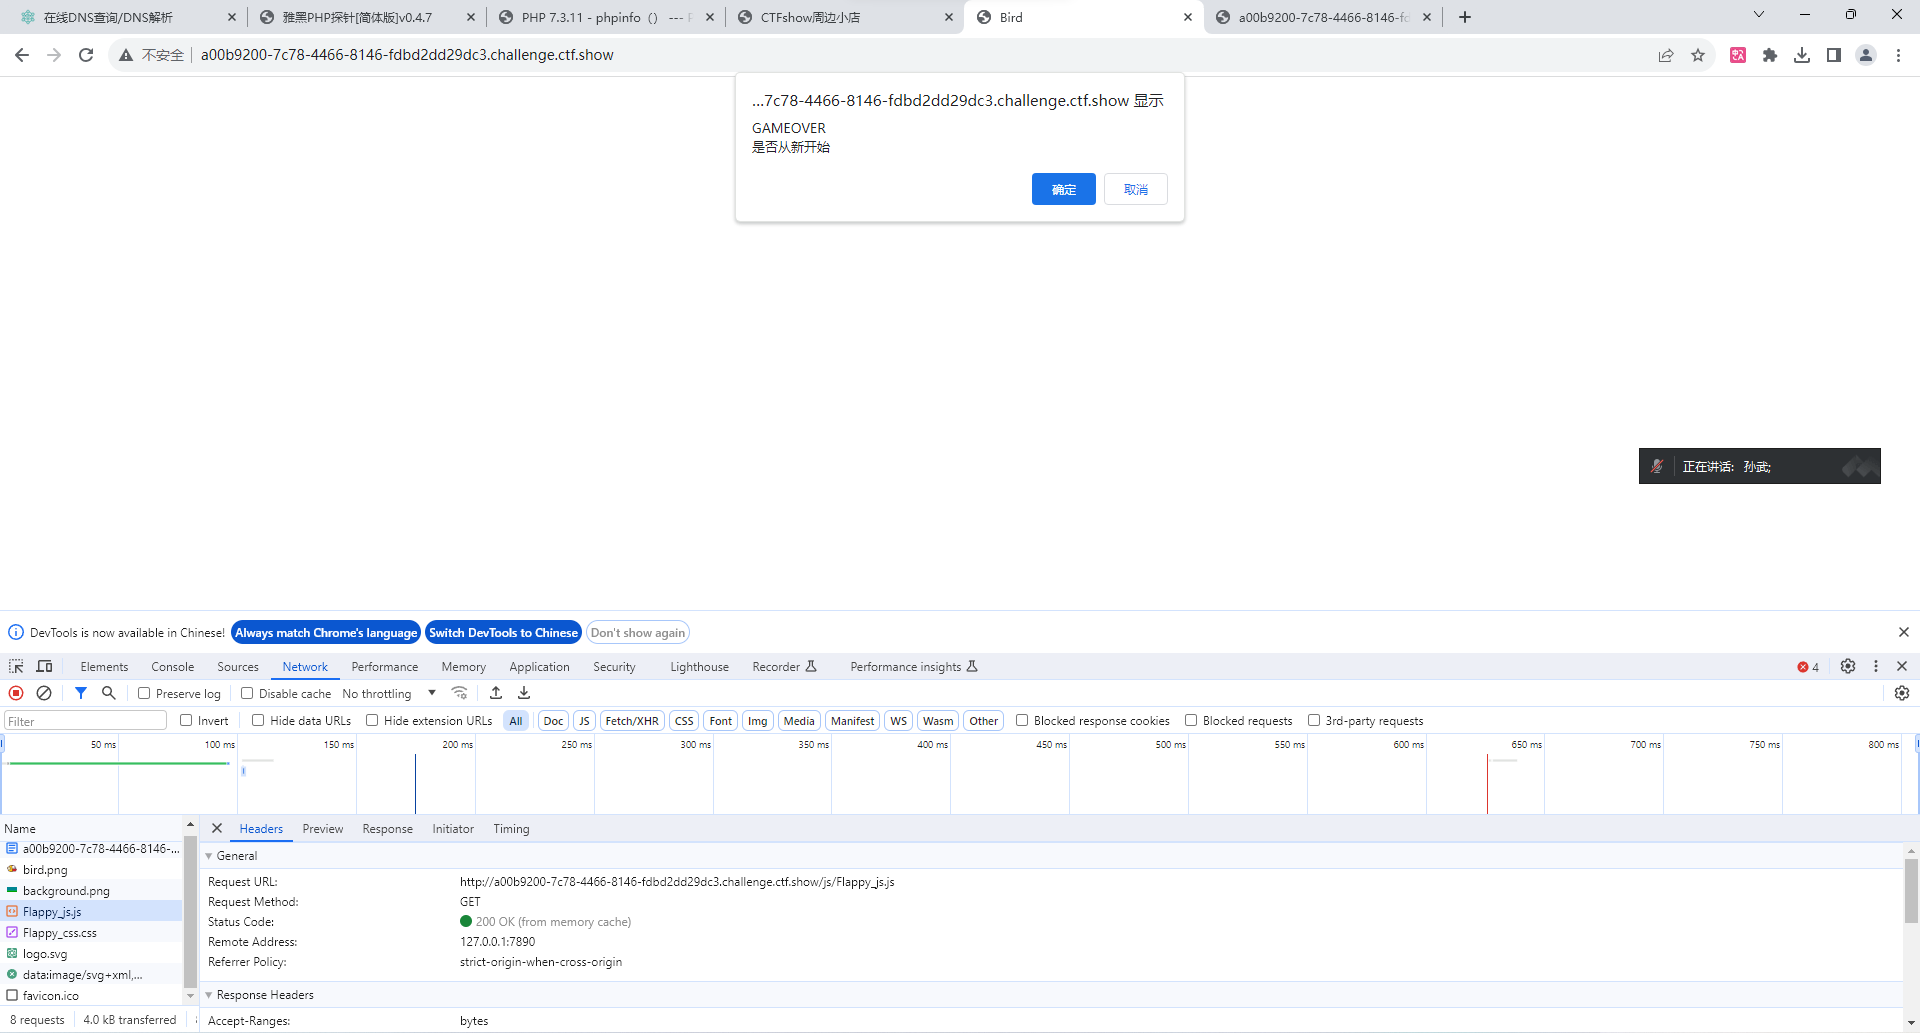 在线DNS查询/DNS解析
雅黑PHP探针[简体版]v0.4.7
PHP 7.3.11 - phpinfo（） --- P
CTFshow周边小店
Bird
a00b9200-7c78-4466-8146-fd
不安全
a00b9200-7c78-4466-8146-fdbd2dd29dc3.challenge.ctf.show
...7c78-4466-8146-fdbd2dd29dc3.challenge.ctf.show 显示
GAMEOVER
是否从新开始
确定 取消
正在讲话: 孙武;
DevTools is now available in Chinese! Always match Chrome's language Switch DevTools to Chinese Don't show again
Elements Console Sources Network Performance Memory Application Security Lighthouse Recorder Performance insights 4
Preserve log Disable cache No throttling
Filter Invert Hide data URLs Hide extension URLs All Doc JS Fetch/XHR CSS Font Img Media Manifest WS Wasm Other Blocked response cookies Blocked requests 3rd-party requests
50 ms 100 ms 150 ms 200 ms 250 ms 300 ms 350 ms 400 ms 450 ms 500 ms 550 ms 600 ms 650 ms 700 ms 750 ms 800 ms
Name
a00b9200-7c78-4466-8146-...
bird.png
background.png
Flappy_js.js
Flappy_css.css
logo.svg
data:image/svg+xml,...
favicon.ico
8 requests 4.0 kB transferred
Headers Preview Response Initiator Timing
General
Request URL: http://a00b9200-7c78-4466-8146-fdbd2dd29dc3.challenge.ctf.show/js/Flappy_js.js
Request Method: GET
Status Code: 200 OK (from memory cache)
Remote Address: 127.0.0.1:7890
Referrer Policy: strict-origin-when-cross-origin
Response Headers
Accept-Ranges: bytes